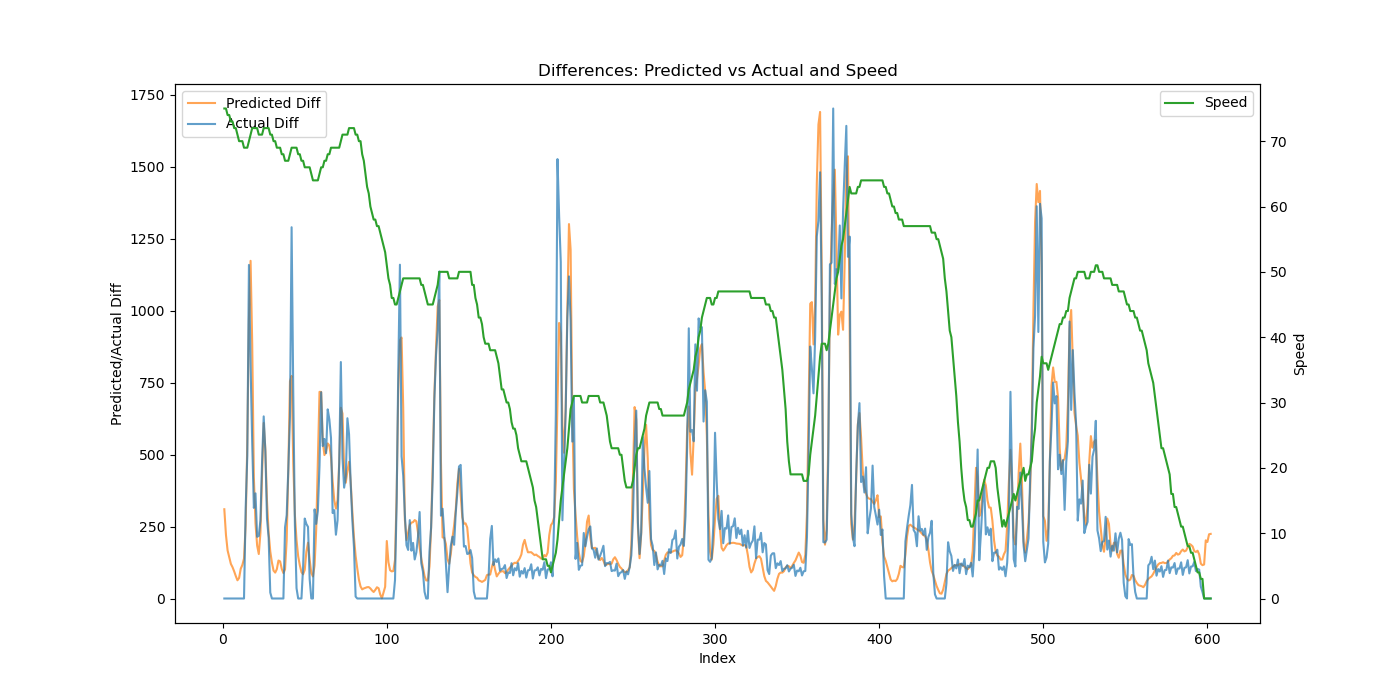 Differences: Predicted vs Actual and Speed
Predicted Diff
Actual Diff
Speed
1750
1500
1250
1000
750
500
250
0
Predicted/Actual Diff
70
60
50
40
30
20
10
0
Speed
0 100 200 300 400 500 600
Index